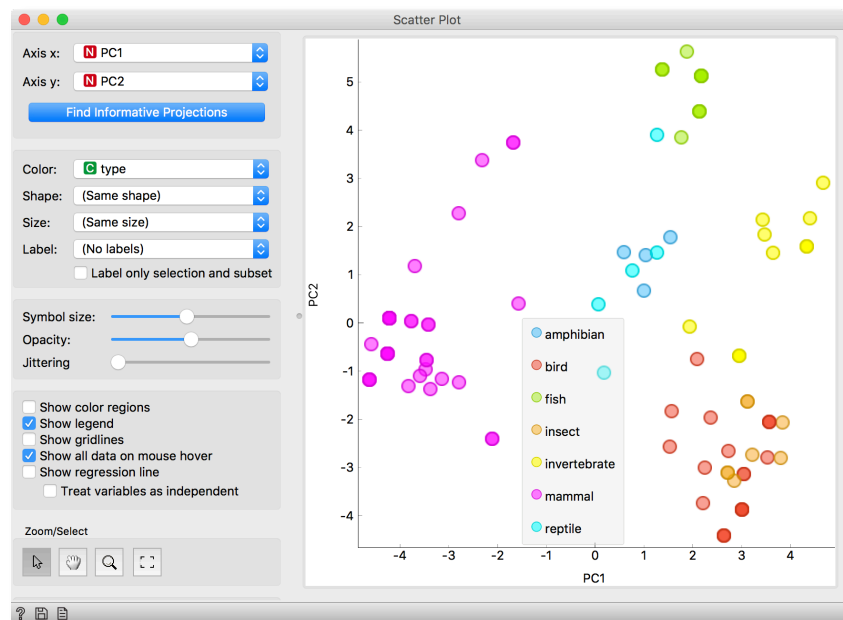 Scatter Plot
Axis x: N PC1
Axis y: N PC2
Find Informative Projections
Color: C type
Shape: (Same shape)
Size: (Same size)
Label: (No labels)
Label only selection and subset
Symbol size:
Opacity:
Jittering
Show color regions
Show legend
Show gridlines
Show all data on mouse hover
Show regression line
Treat variables as independent
Zoom/Select
?
PC2
5
4
3
2
1
0
-1
-2
-3
-4
amphibian
bird
fish
insect
invertebrate
mammal
reptile
-4 -3 -2 -1 0 1 2 3 4
PC1